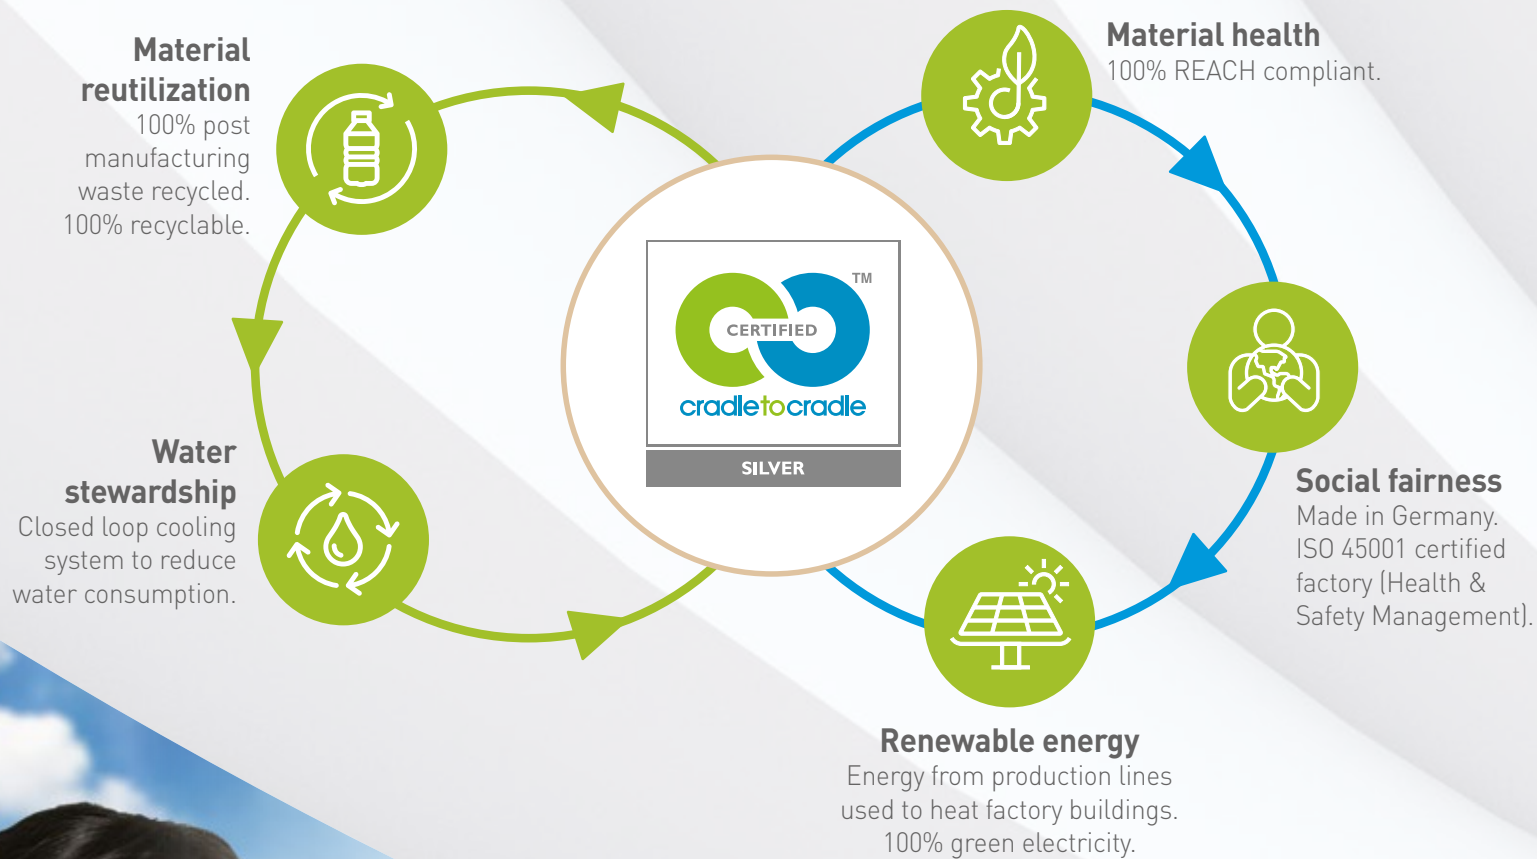 Material
reutilization
100% post
manufacturing
waste recycled.
100% recyclable.
Water
stewardship
Closed loop cooling
system to reduce
water consumption.
TM
CERTIFIED
cradletocradle
SILVER
Material health
100% REACH compliant.
Social fairness
Made in Germany.
ISO 45001 certified
factory (Health &
Safety Management).
Renewable energy
Energy from production lines
used to heat factory buildings.
100% green electricity.